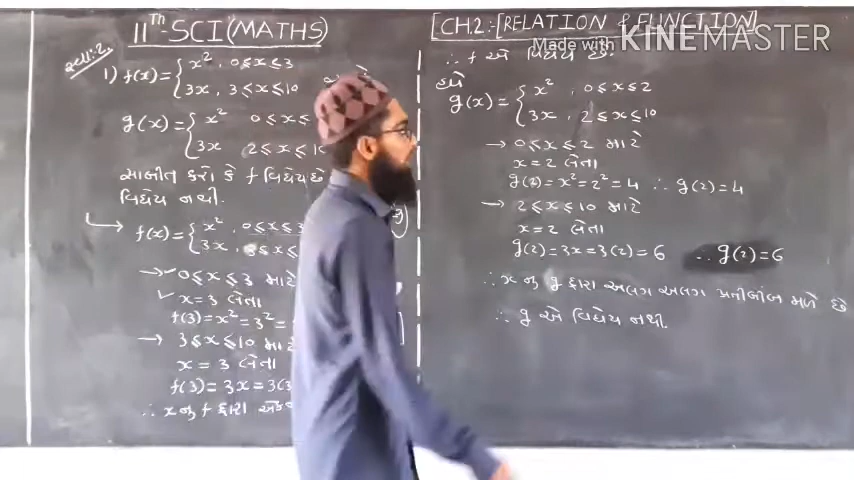 11Th-SCI (MATHS)
[CH.2:-[RELATION & FUNCTION]
Made with KINEMASTER
1) f(x)={x², 0≤x≤3
3x, 3≤x≤10
g(x)={x² 0≤x≤
3x 2≤x≤10
સાબીત કરો કે f વિધેય છે
વિધેય નથી.
f(x)={x², 0≤x≤3
3x, 3≤x≤
→ ✓0≤x≤3 માટે
✓ x=3 લેતા
f(3)=x²=3²=
→ 3≤x≤10 માટે
x=3 લેતા
f(3)=3x=3(3
∴ x નુ f દ્વારા એક
∴ f એ વિધેય છે.
હવે
g(x)={x², 0≤x≤2
3x, 2≤x≤10
→ 0≤x≤2 માટે
x=2 લેતા
g(2)=x²=2²=4 ∴ g(2)=4
→ 2≤x≤10 માટે
x=2 લેતા
g(2)=3x=3(2)=6 ∴ g(2)=6
∴ x નુ g દ્વારા અલગ અલગ પ્રતીબીંબ મળે છે
∴ g એ વિધેય નથી.